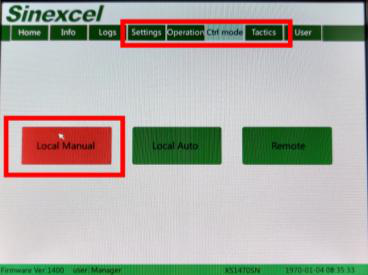 Sinexcel
Home Info Logs Settings Operation Ctrl mode Tactics User
Local Manual Local Auto Remote
Firmware Ver:1400 user: Manager XS1470SN 1970-01-04 08:35:33